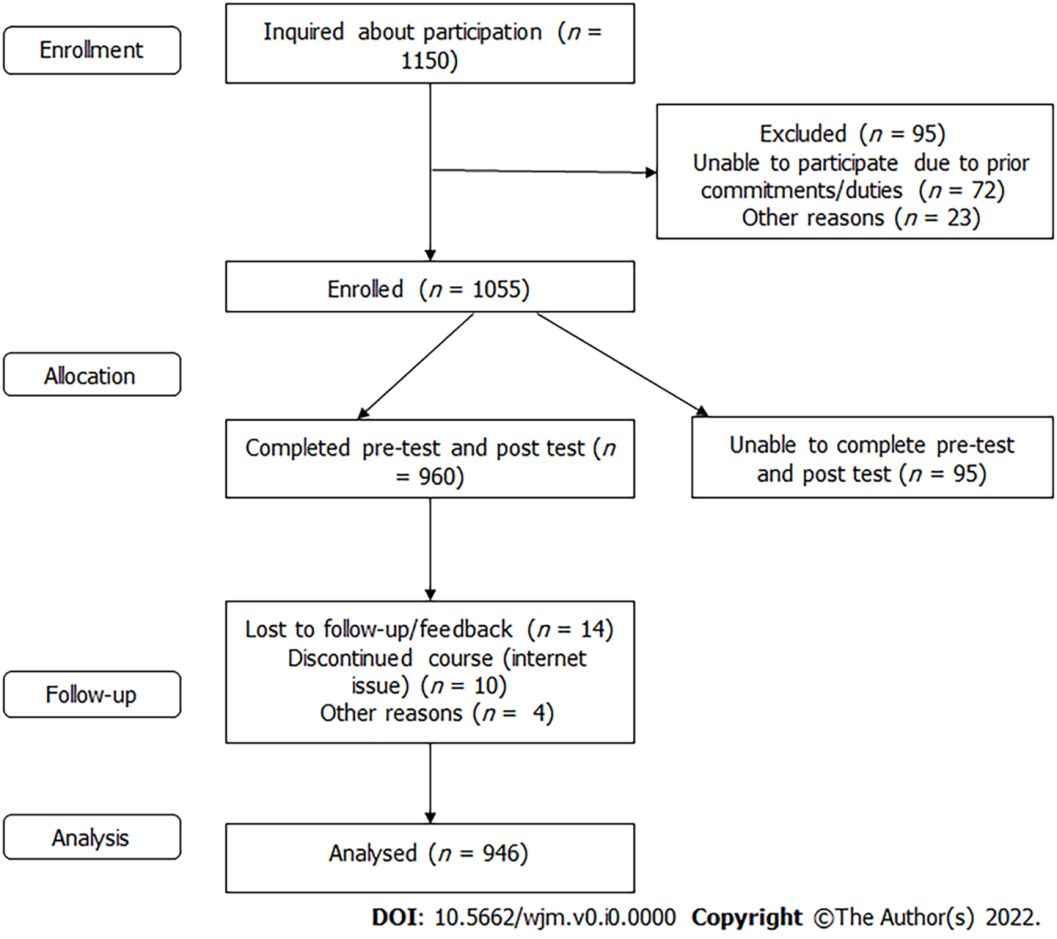 Enrollment
Inquired about participation (n =
1150)
Excluded (n = 95)
Unable to participate due to prior
commitments/duties (n = 72)
Other reasons (n = 23)
Enrolled (n = 1055)
Allocation
Completed pre-test and post test (n
= 960)
Unable to complete pre-test
and post test (n = 95)
Follow-up
Lost to follow-up/feedback (n = 14)
Discontinued course (internet
issue) (n = 10)
Other reasons (n = 4)
Analysis
Analysed (n = 946)
DOI: 10.5662/wjm.v0.i0.0000 Copyright ©The Author(s) 2022.